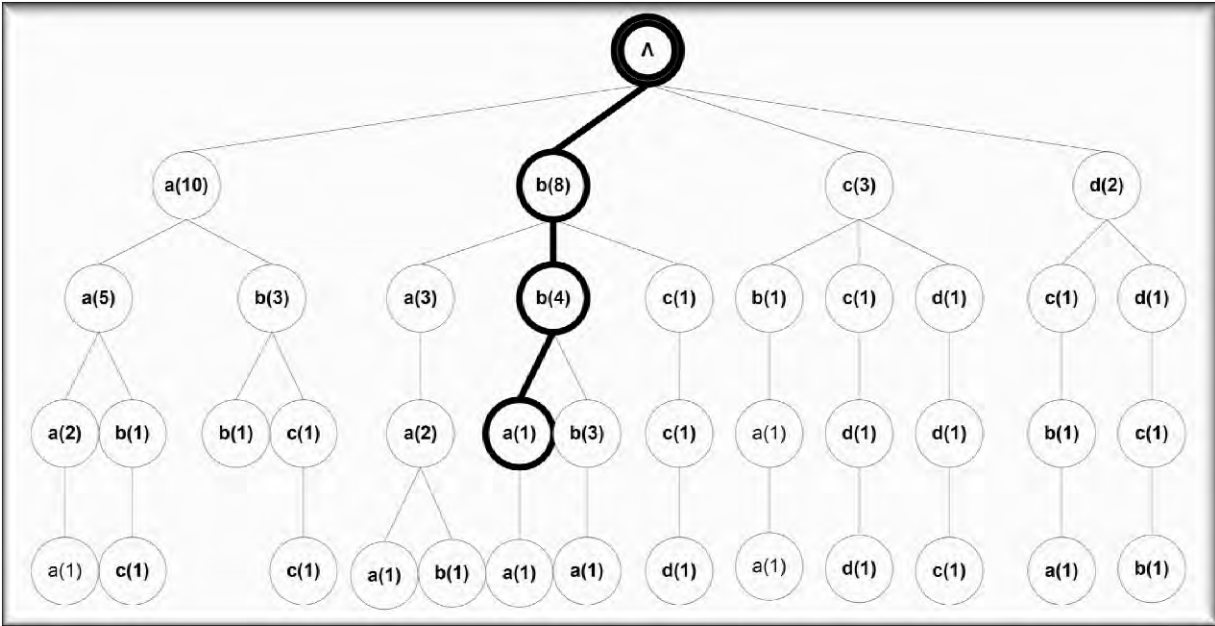 Λ
a(10) b(8) c(3) d(2)
a(5) b(3) a(3) b(4) c(1) b(1) c(1) d(1) c(1) d(1)
a(2) b(1) b(1) c(1) a(2) a(1) b(3) c(1) a(1) d(1) d(1) b(1) c(1)
a(1) c(1) c(1) a(1) b(1) a(1) a(1) d(1) a(1) d(1) c(1) a(1) b(1)